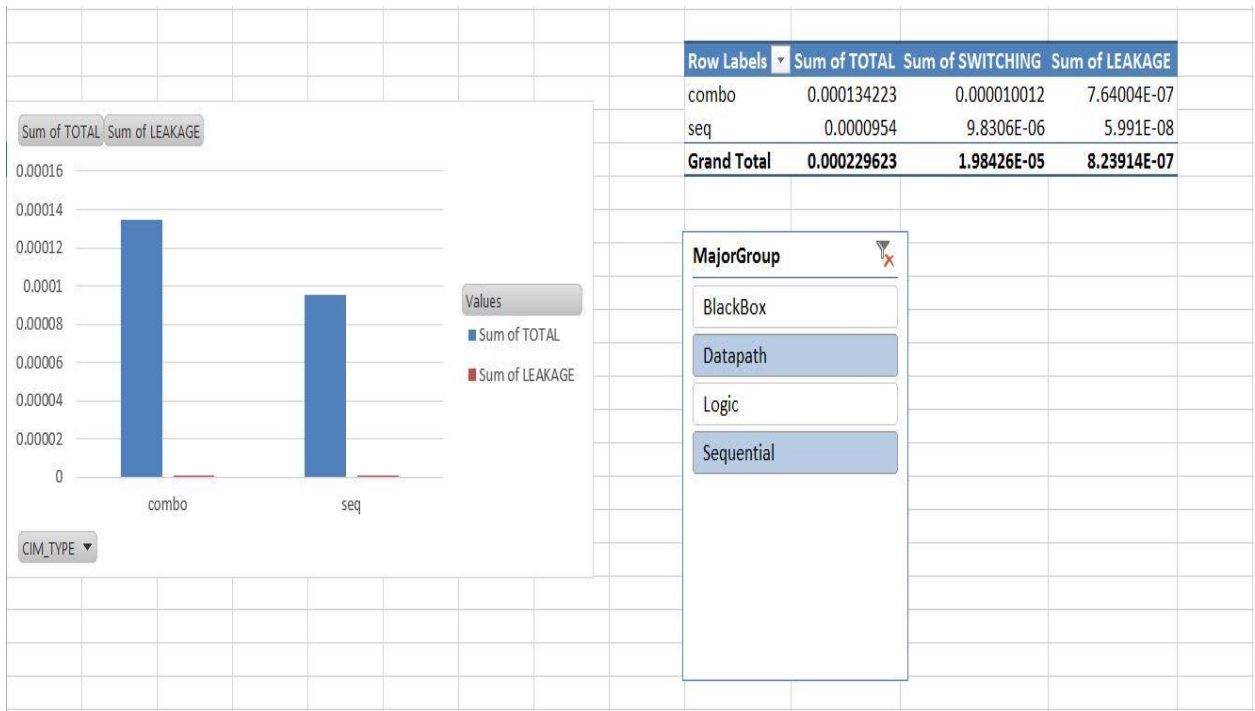 Row Labels Sum of TOTAL Sum of SWITCHING Sum of LEAKAGE
combo 0.000134223 0.000010012 7.64004E-07
seq 0.0000954 9.8306E-06 5.991E-08
Grand Total 0.000229623 1.98426E-05 8.23914E-07
Sum of TOTAL Sum of LEAKAGE
0.00016
0.00014
0.00012
0.0001
0.00008
0.00006
0.00004
0.00002
0
combo seq
Values
Sum of TOTAL
Sum of LEAKAGE
CIM_TYPE
MajorGroup
BlackBox
Datapath
Logic
Sequential